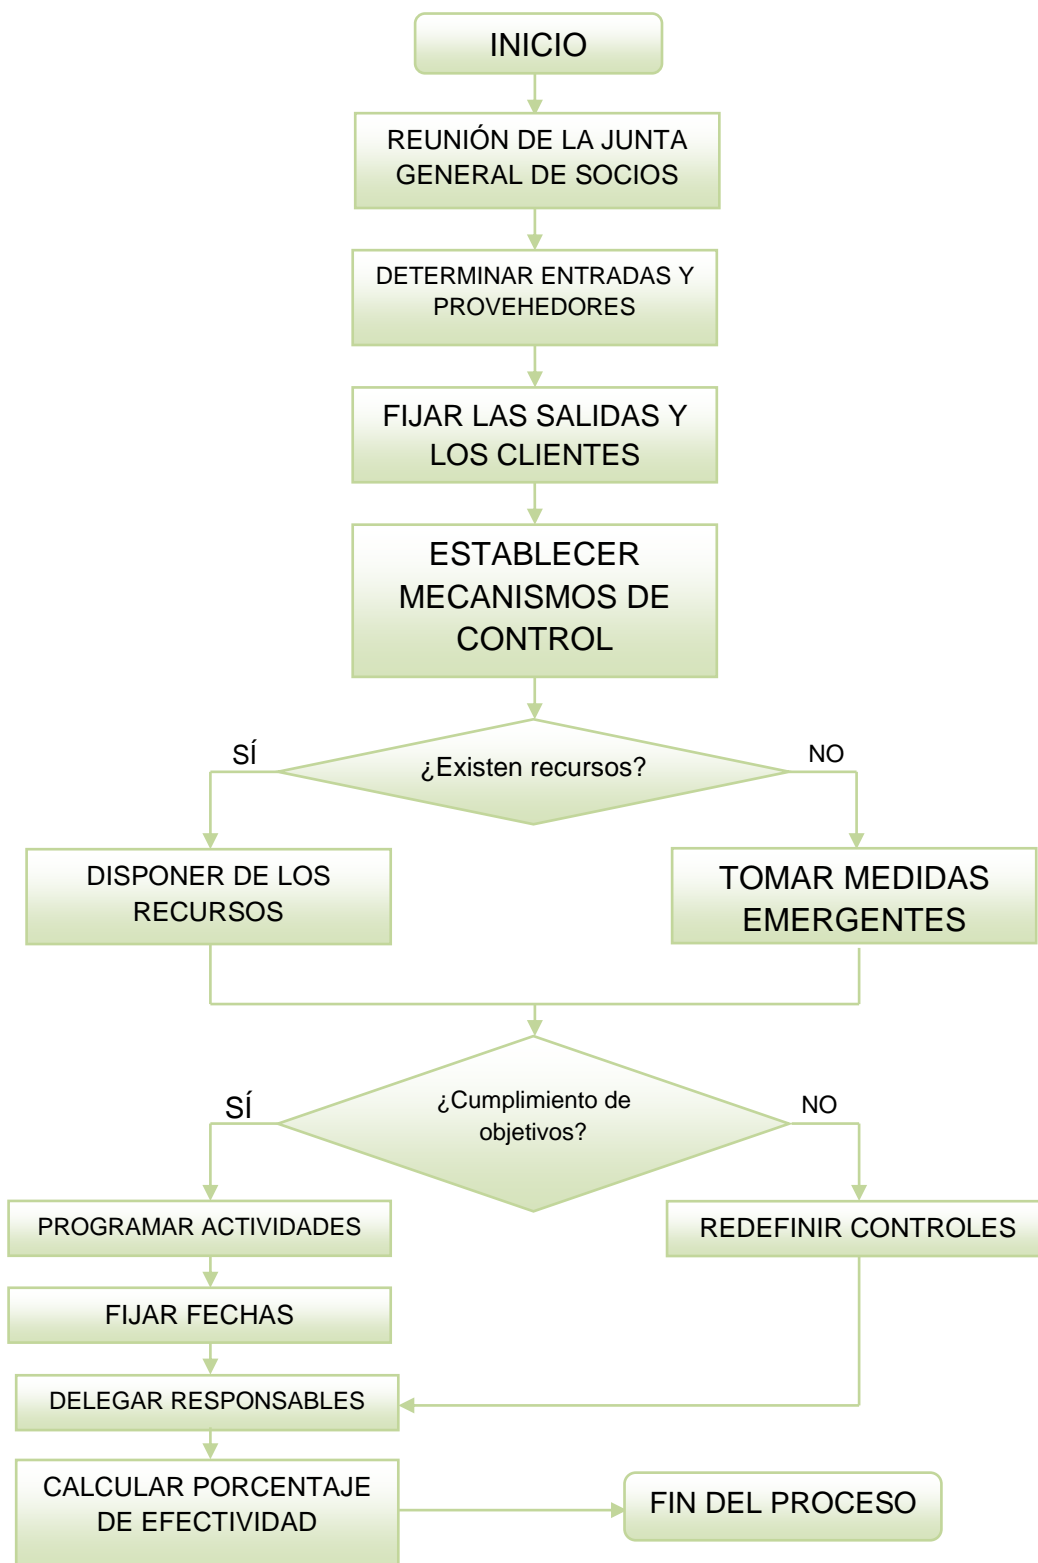 INICIO
REUNIÓN DE LA JUNTA
GENERAL DE SOCIOS
DETERMINAR ENTRADAS Y
PROVEHEDORES
FIJAR LAS SALIDAS Y
LOS CLIENTES
ESTABLECER
MECANISMOS DE
CONTROL
SÍ
¿Existen recursos?
NO
DISPONER DE LOS
RECURSOS
TOMAR MEDIDAS
EMERGENTES
SÍ
¿Cumplimiento de
objetivos?
NO
PROGRAMAR ACTIVIDADES
REDEFINIR CONTROLES
FIJAR FECHAS
DELEGAR RESPONSABLES
CALCULAR PORCENTAJE
DE EFECTIVIDAD
FIN DEL PROCESO